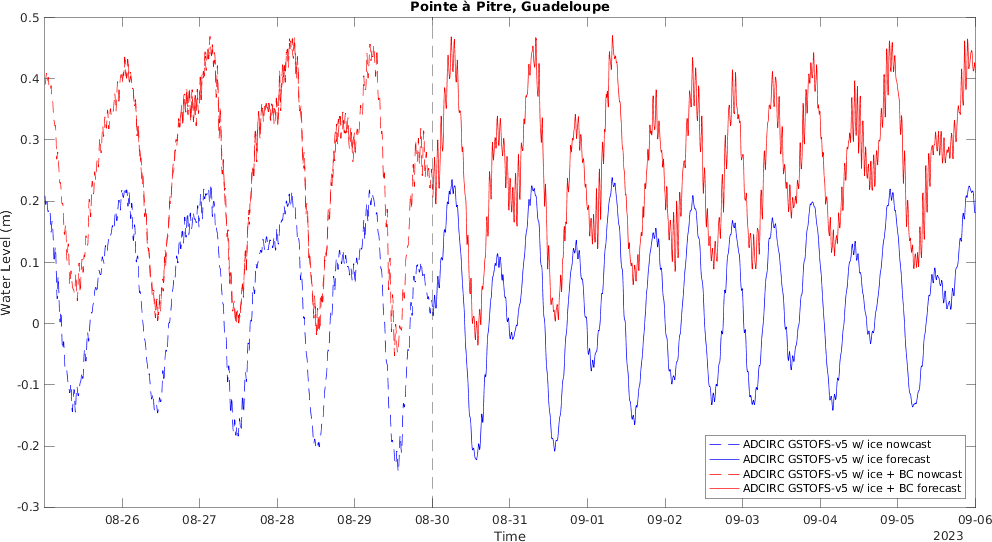 Pointe à Pitre, Guadeloupe
0.5
0.4
0.3
0.2
0.1
0
-0.1
-0.2
-0.3
Water Level (m)
ADCIRC GSTOFS-v5 w/ ice nowcast
ADCIRC GSTOFS-v5 w/ ice forecast
ADCIRC GSTOFS-v5 w/ ice + BC nowcast
ADCIRC GSTOFS-v5 w/ ice + BC forecast
08-26 08-27 08-28 08-29 08-30 08-31 09-01 09-02 09-03 09-04 09-05 09-06
Time
2023